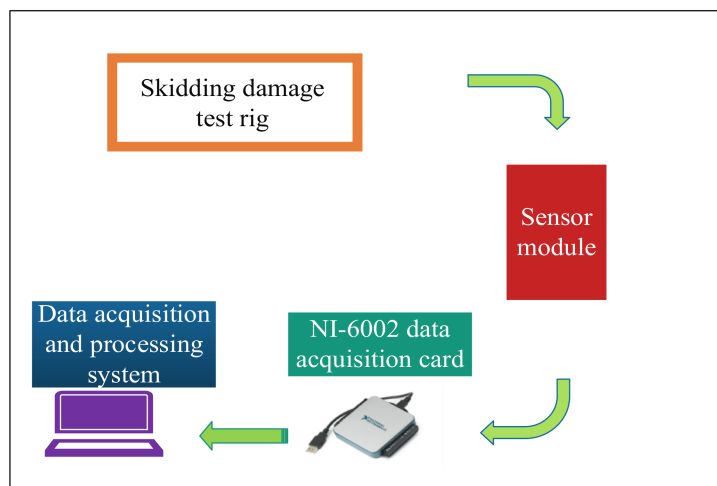 Skidding damage
test rig
Sensor
module
Data acquisition
and processing
system
NI-6002 data
acquisition card